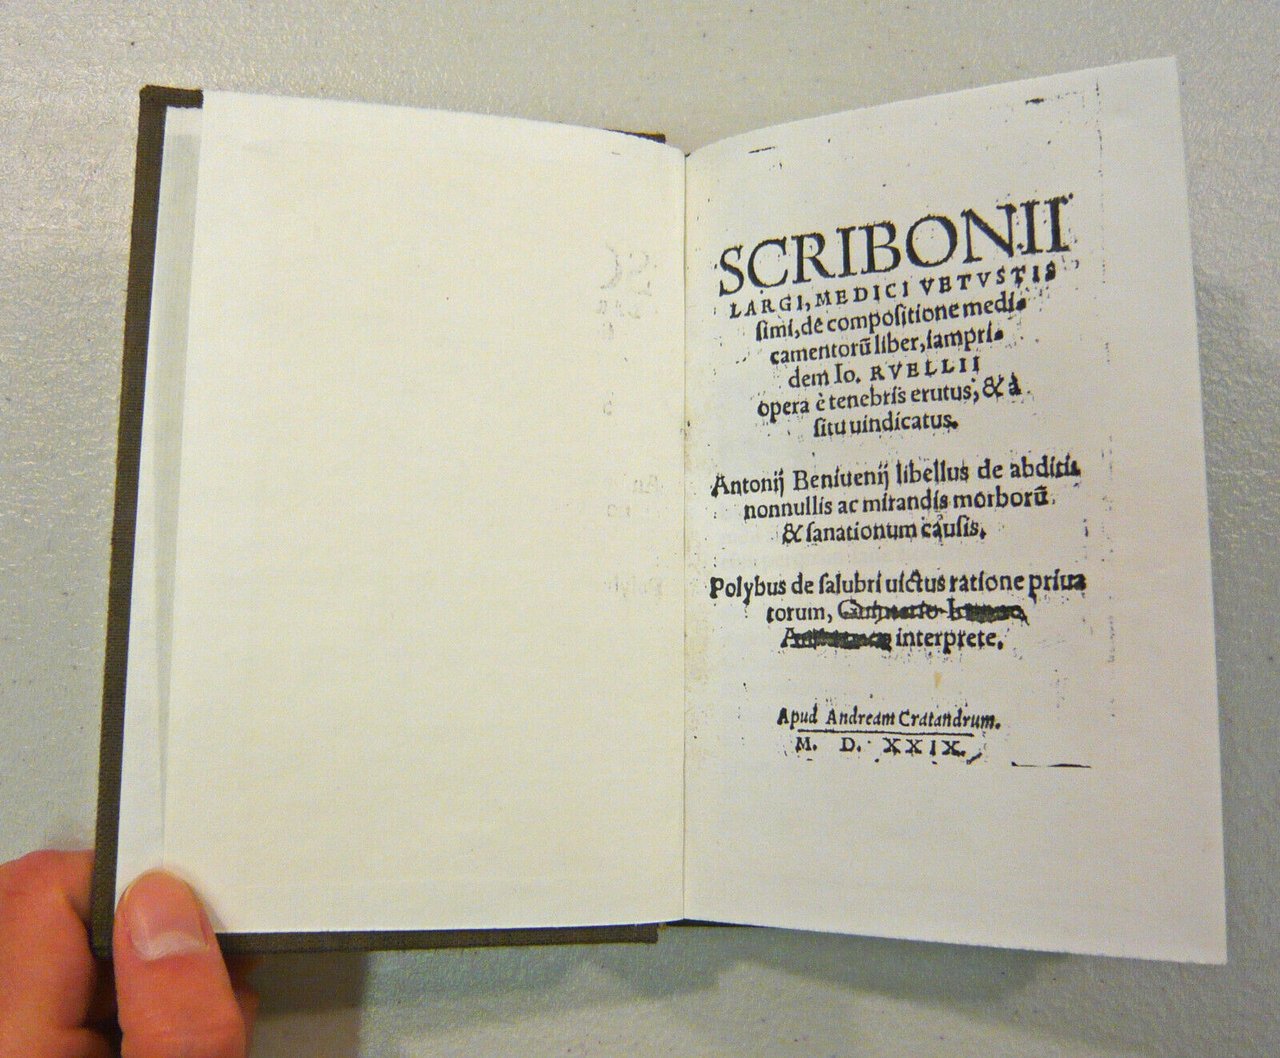 SCRIBONII
LARGI, MEDICI VETVSTIS
ſimi, de compoſitione medi-
camentorū liber, iampri-
dem Io. RVELLII
opera è tenebris erutus, & à
ſitu uindicatus.
Antonij Beniuenij libellus de abditis
nonnullis ac mirandis morborū
& ſanationum cauſis.
Polybus de ſalubri uictus ratione priua
torum,
interprete.
Apud Andream Cratandrum.
M. D. XXIX.